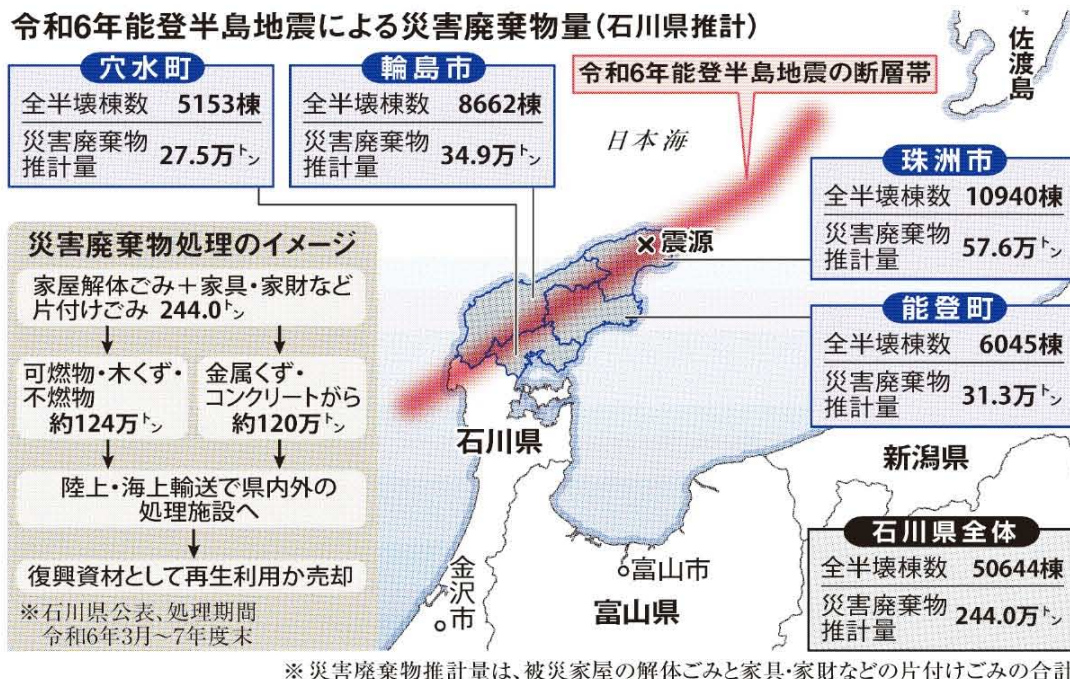 令和6年能登半島地震による災害廃棄物量(石川県推計)
穴水町
全半壊棟数 5153棟
災害廃棄物
推計量 27.5万トン
輪島市
全半壊棟数 8662棟
災害廃棄物
推計量 34.9万トン
令和6年能登半島地震の断層帯
日本海
佐渡島
珠洲市
全半壊棟数 10940棟
災害廃棄物
推計量 57.6万トン
×震源
能登町
全半壊棟数 6045棟
災害廃棄物
推計量 31.3万トン
災害廃棄物処理のイメージ
家屋解体ごみ+家具・家財など
片付けごみ 244.0トン
可燃物・木くず・
不燃物
約124万トン
金属くず・
コンクリートがら
約120万トン
陸上・海上輸送で県内外の
処理施設へ
復興資材として再生利用か売却
※石川県公表、処理期間
令和6年3月~7年度末
石川県
金沢市
富山市
富山県
新潟県
石川県全体
全半壊棟数 50644棟
災害廃棄物
推計量 244.0万トン
※災害廃棄物推計量は、被災家屋の解体ごみと家具・家財などの片付けごみの合計